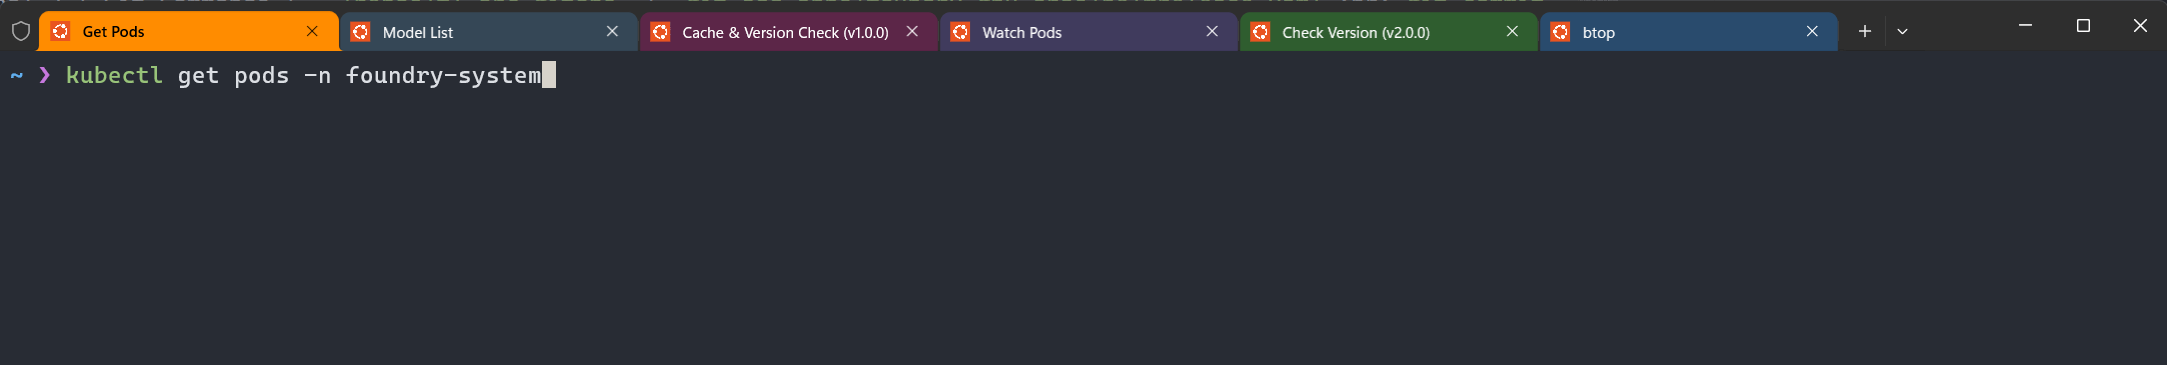 Get Pods
Model List
Cache & Version Check (v1.0.0)
Watch Pods
Check Version (v2.0.0)
btop
~ ❯ kubectl get pods -n foundry-system